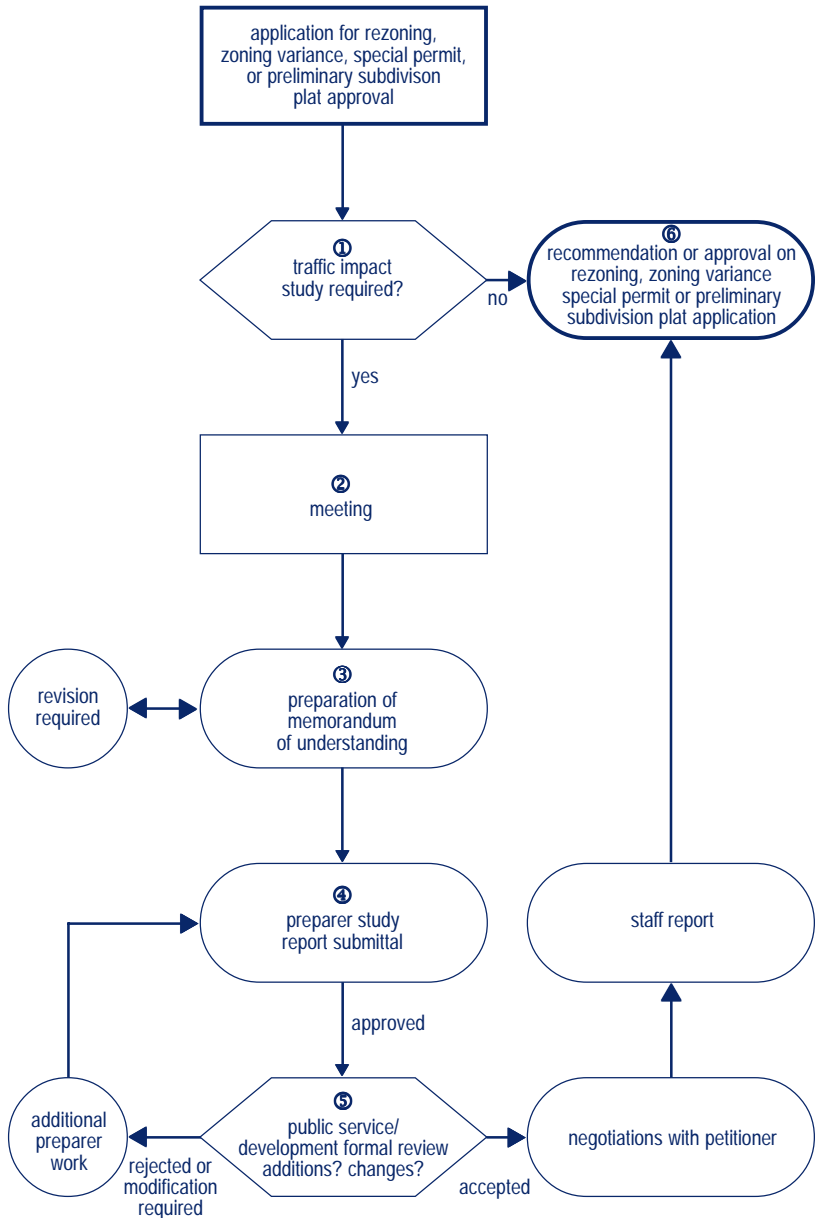 application for rezoning,
zoning variance, special permit,
or preliminary subdivison
plat approval
①
traffic impact
study required?
no
⑥
recommendation or approval on
rezoning, zoning variance
special permit or preliminary
subdivision plat application
yes
②
meeting
③
preparation of
memorandum
of understanding
revision
required
④
preparer study
report submittal
staff report
approved
⑤
public service/
development formal review
additions? changes?
additional
preparer
work
rejected or
modification
required
accepted
negotiations with petitioner